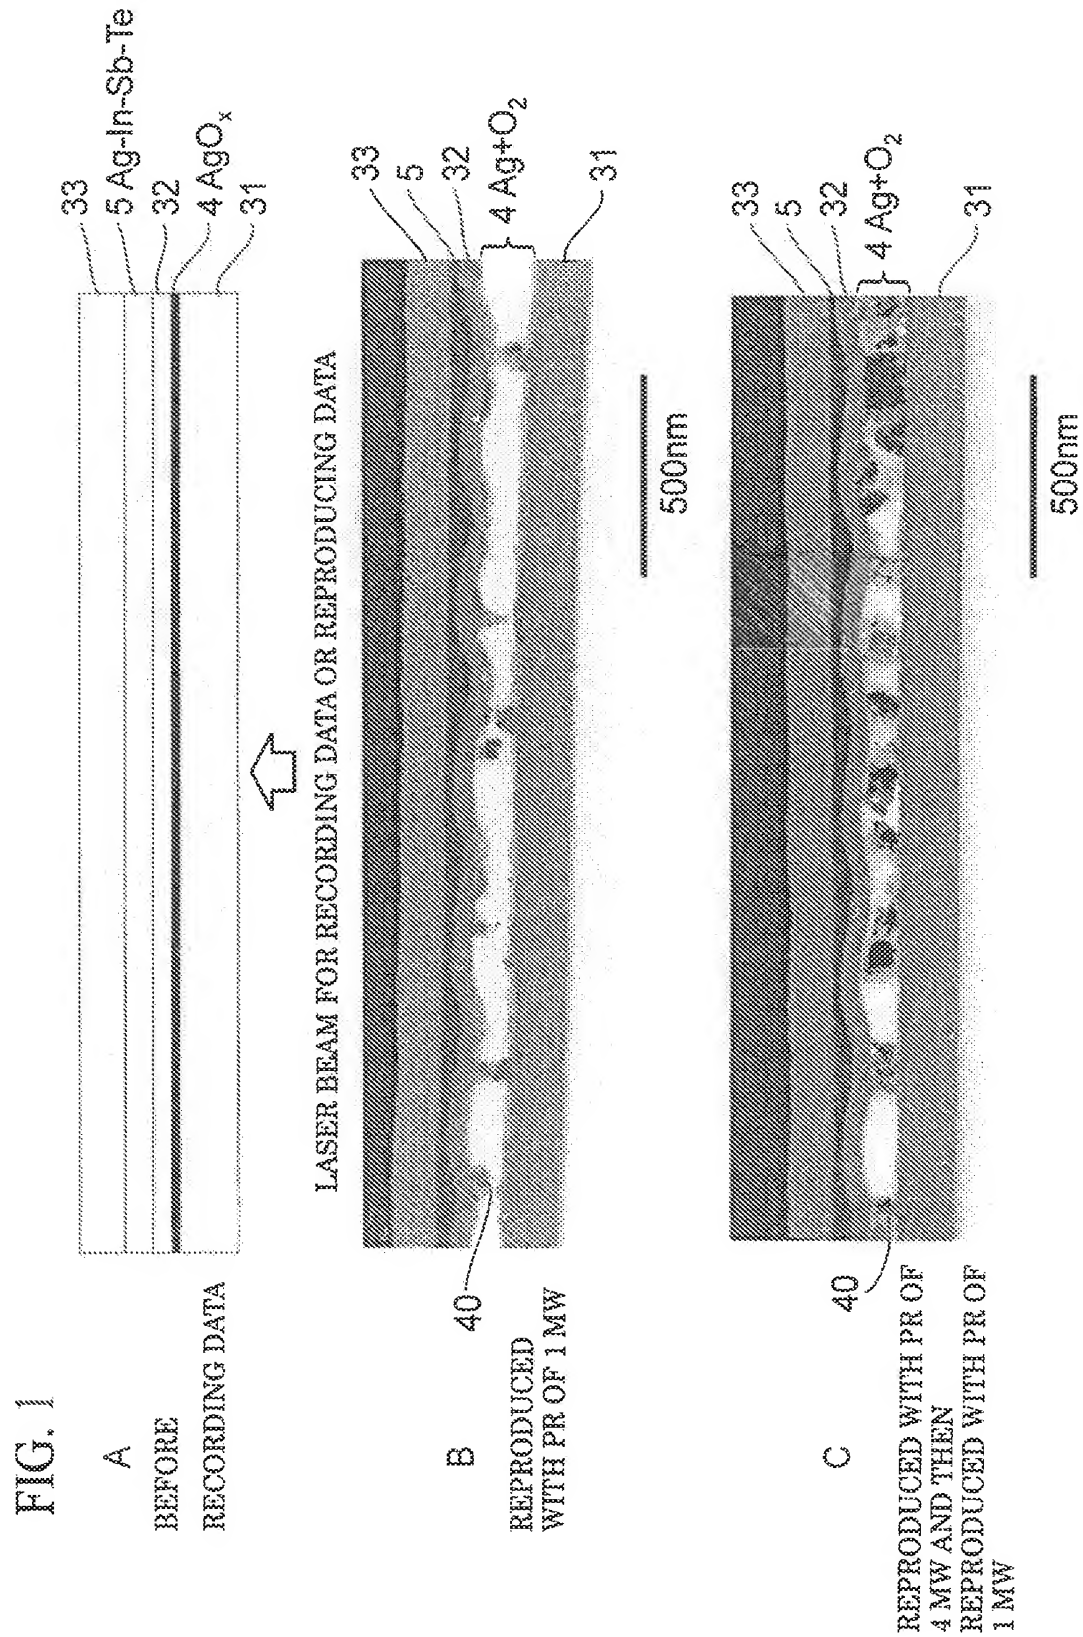 FIG. 1
A
BEFORE
RECORDING DATA
33
5 Ag-In-Sb-Te
32
4 AgOx
31
LASER BEAM FOR RECORDING DATA OR REPRODUCING DATA
B
REPRODUCED
WITH PR OF 1 MW
40
33
5
32
4 Ag+O2
31
500nm
C
REPRODUCED WITH PR OF
4 MW AND THEN
REPRODUCED WITH PR OF
1 MW
40
33
5
32
4 Ag+O2
31
500nm